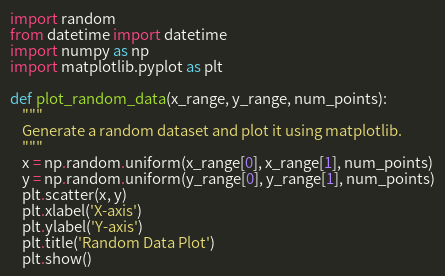 import random
from datetime import datetime
import numpy as np
import matplotlib.pyplot as plt

def plot_random_data(x_range, y_range, num_points):
    """
    Generate a random dataset and plot it using matplotlib.
    """
    x = np.random.uniform(x_range[0], x_range[1], num_points)
    y = np.random.uniform(y_range[0], y_range[1], num_points)
    plt.scatter(x, y)
    plt.xlabel('X-axis')
    plt.ylabel('Y-axis')
    plt.title('Random Data Plot')
    plt.show()